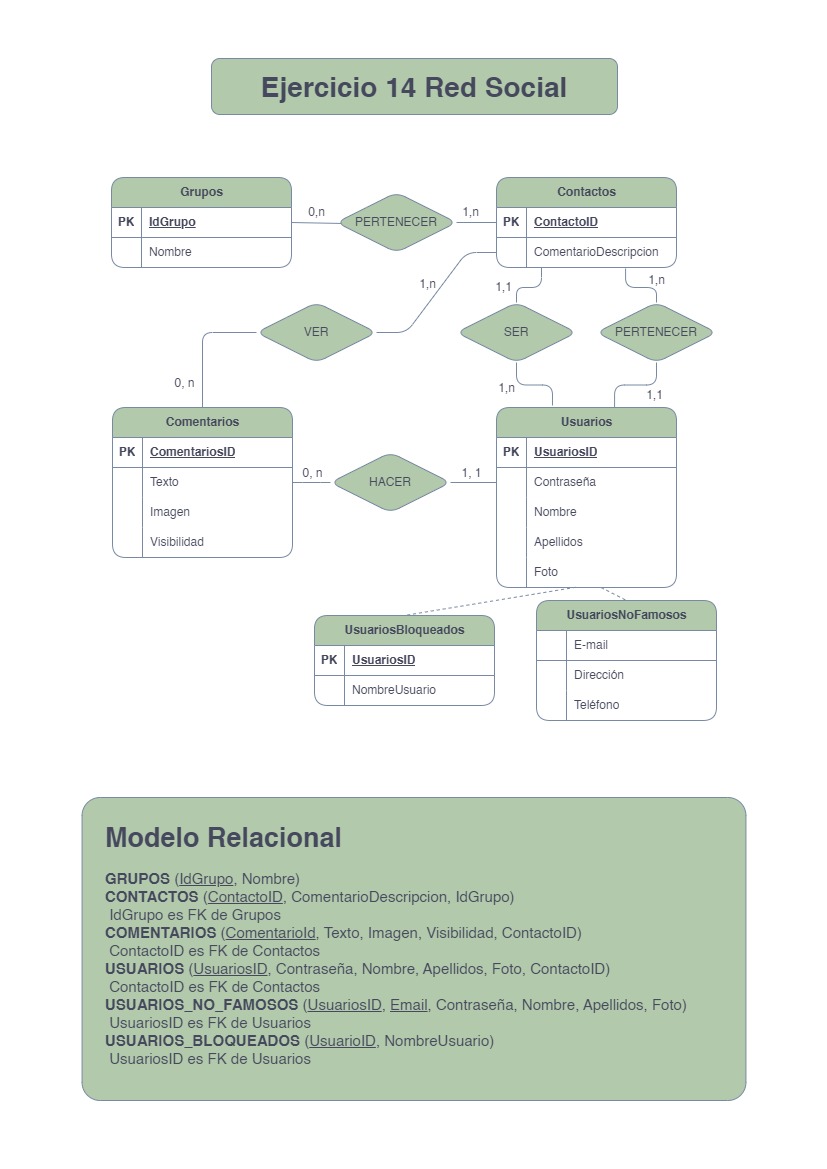 Ejercicio 14 Red Social
Grupos
PK IdGrupo
Nombre
0,n
PERTENECER
1,n
Contactos
PK ContactoID
ComentarioDescripcion
1,n
VER
0, n
1,1
SER
1,n
1,n
PERTENECER
1,1
Comentarios
PK ComentariosID
Texto
Imagen
Visibilidad
0, n
HACER
1, 1
Usuarios
PK UsuariosID
Contraseña
Nombre
Apellidos
Foto
UsuariosBloqueados
PK UsuariosID
NombreUsuario
UsuariosNoFamosos
E-mail
Dirección
Teléfono
Modelo Relacional
GRUPOS (IdGrupo, Nombre)
CONTACTOS (ContactoID, ComentarioDescripcion, IdGrupo)
IdGrupo es FK de Grupos
COMENTARIOS (ComentarioId, Texto, Imagen, Visibilidad, ContactoID)
ContactoID es FK de Contactos
USUARIOS (UsuariosID, Contraseña, Nombre, Apellidos, Foto, ContactoID)
ContactoID es FK de Contactos
USUARIOS_NO_FAMOSOS (UsuariosID, Email, Contraseña, Nombre, Apellidos, Foto)
UsuariosID es FK de Usuarios
USUARIOS_BLOQUEADOS (UsuarioID, NombreUsuario)
UsuariosID es FK de Usuarios